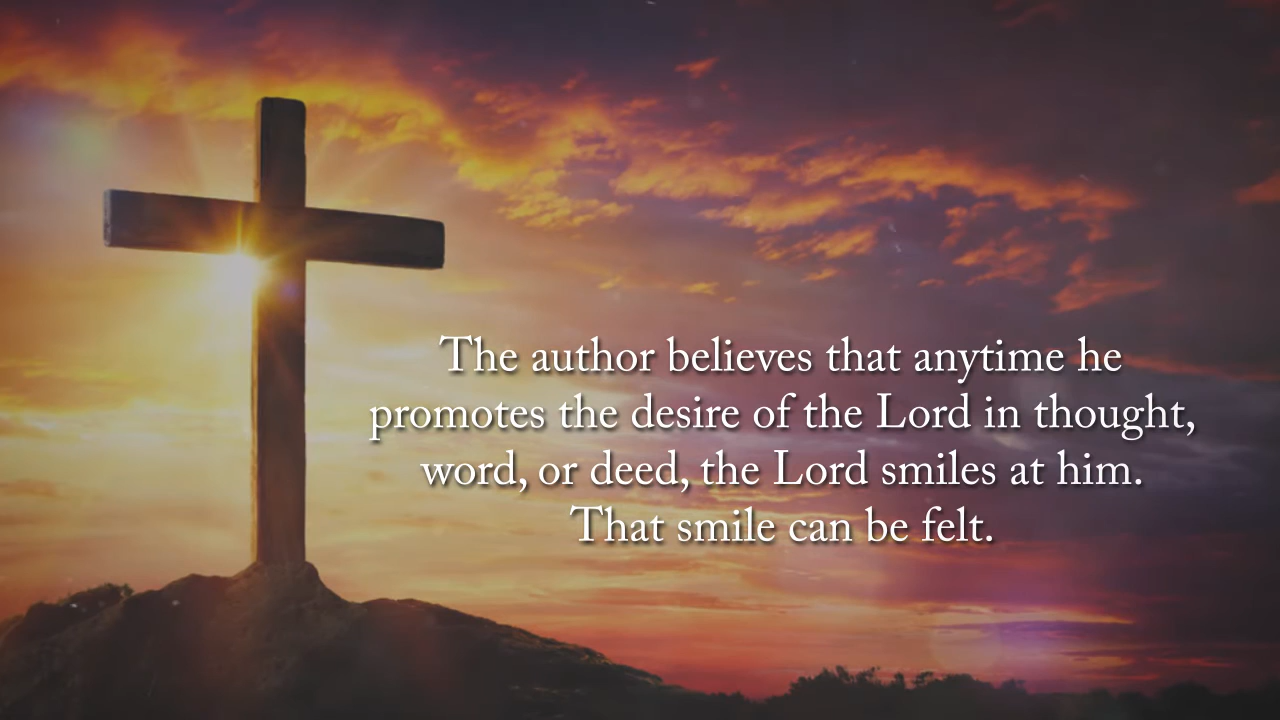 The author believes that anytime he
promotes the desire of the Lord in thought,
word, or deed, the Lord smiles at him.
That smile can be felt.